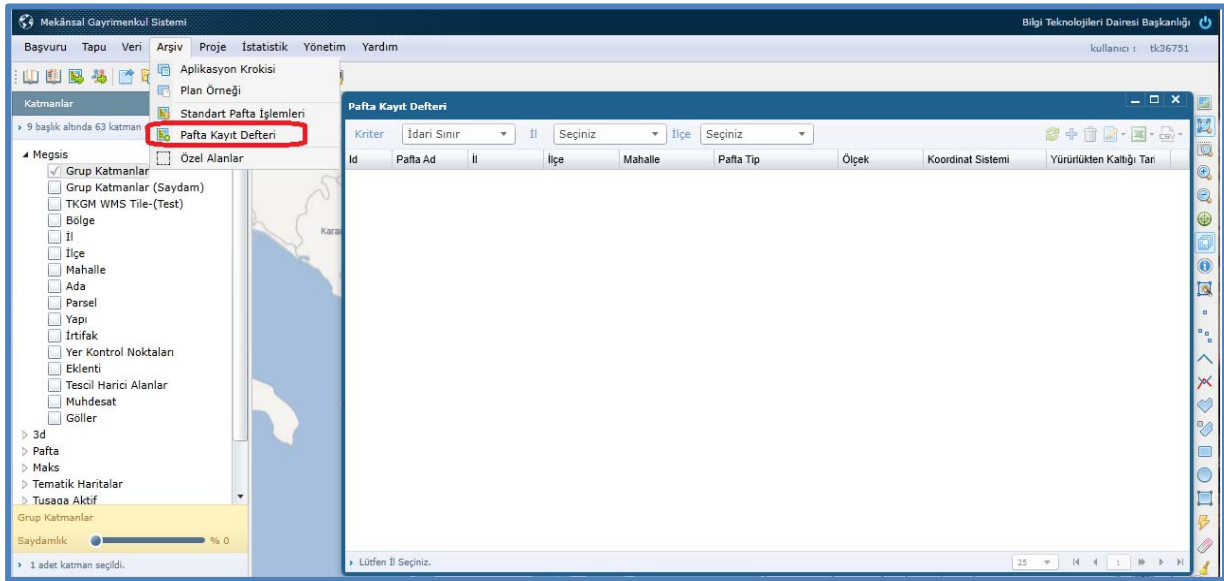 Mekânsal Gayrimenkul Sistemi
Bilgi Teknolojileri Dairesi Başkanlığı
Başvuru Tapu Veri Arşiv Proje İstatistik Yönetim Yardım
kullanıcı : tk36751
Aplikasyon Krokisi
Plan Örneği
Standart Pafta İşlemleri
Pafta Kayıt Defteri
Özel Alanlar
Katmanlar
9 başlık altında 63 katman
Megsis
Grup Katmanlar
Grup Katmanlar (Saydam)
TKGM WMS Tile-(Test)
Bölge
İl
İlçe
Mahalle
Ada
Parsel
Yapı
İrtifak
Yer Kontrol Noktaları
Eklenti
Tescil Harici Alanlar
Muhdesat
Göller
3d
Pafta
Maks
Tematik Haritalar
Tusaga Aktif
Grup Katmanlar
Saydamlık % 0
1 adet katman seçildi.
Kara
Pafta Kayıt Defteri
Kriter İdari Sınır İl Seçiniz İlçe Seçiniz
CSV
Id Pafta Ad İl İlçe Mahalle Pafta Tip Ölçek Koordinat Sistemi Yürürlükten Kaltığı Tari
Lütfen İl Seçiniz.
25 1